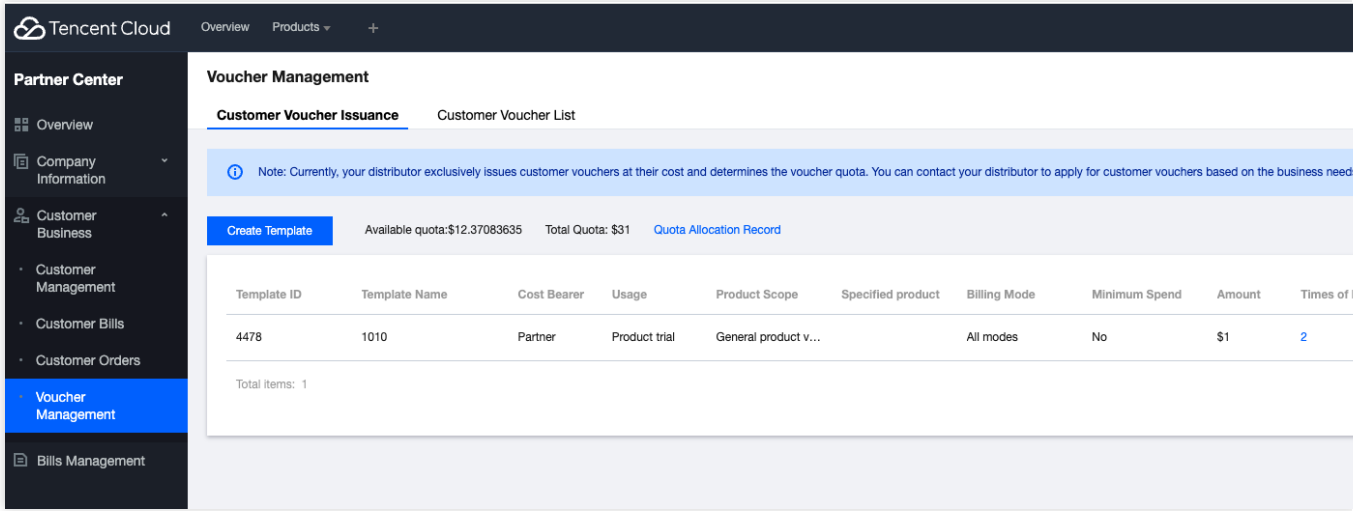 Tencent Cloud
Overview Products +
Partner Center
Overview
Company
Information
Customer
Business
Customer
Management
Customer Bills
Customer Orders
Voucher
Management
Bills Management
Voucher Management
Customer Voucher Issuance Customer Voucher List
Note: Currently, your distributor exclusively issues customer vouchers at their cost and determines the voucher quota. You can contact your distributor to apply for customer vouchers based on the business need
Create Template Available quota:$12.37083635 Total Quota: $31 Quota Allocation Record
Template ID Template Name Cost Bearer Usage Product Scope Specified product Billing Mode Minimum Spend Amount Times of
4478 1010 Partner Product trial General product v... All modes No $1 2
Total items: 1